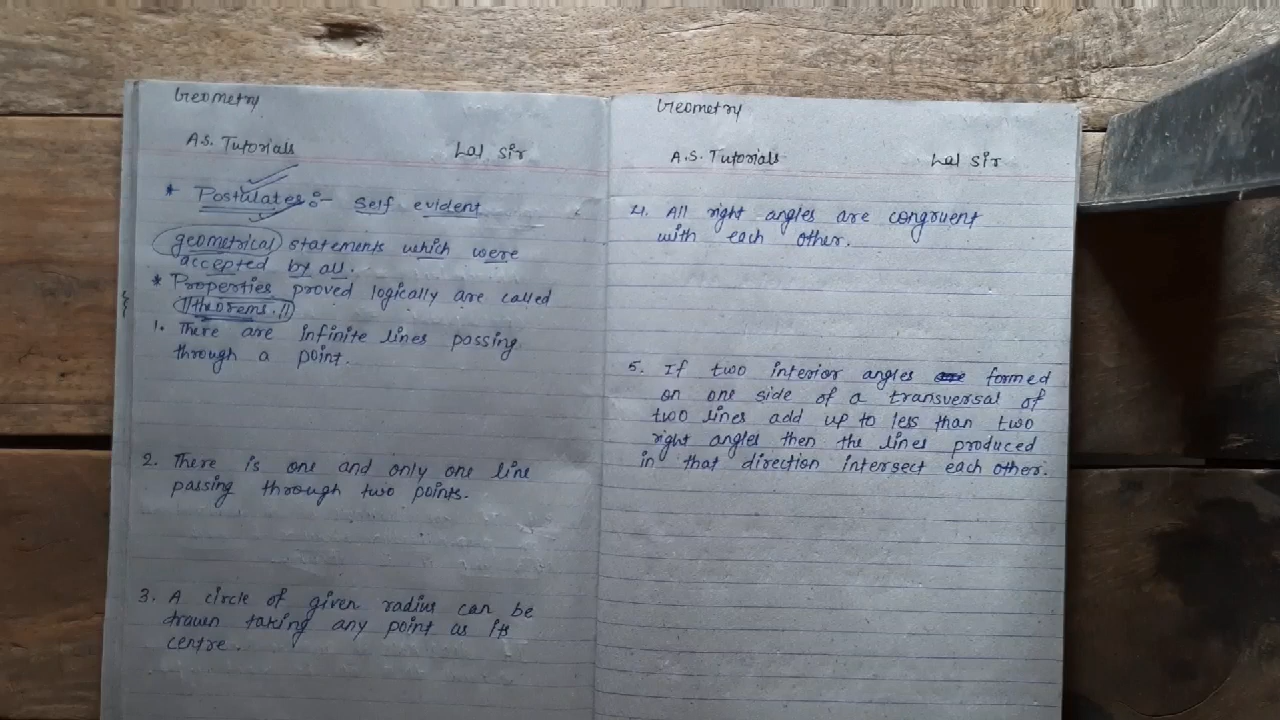 Geometry
A.S. Tutorials Lal Sir
* Postulates :- Self evident
geometrical statements which were
accepted by all.
* Properties proved logically are called
theorems.
1. There are infinite lines passing
through a point.
2. There is one and only one line
passing through two points.
3. A circle of given radius can be
drawn taking any point as its
centre.
Geometry
A.S. Tutorials Lal Sir
4. All right angles are congruent
with each other.
5. If two interior angles formed
on one side of a transversal of
two lines add up to less than two
right angles then the lines produced
in that direction intersect each other.